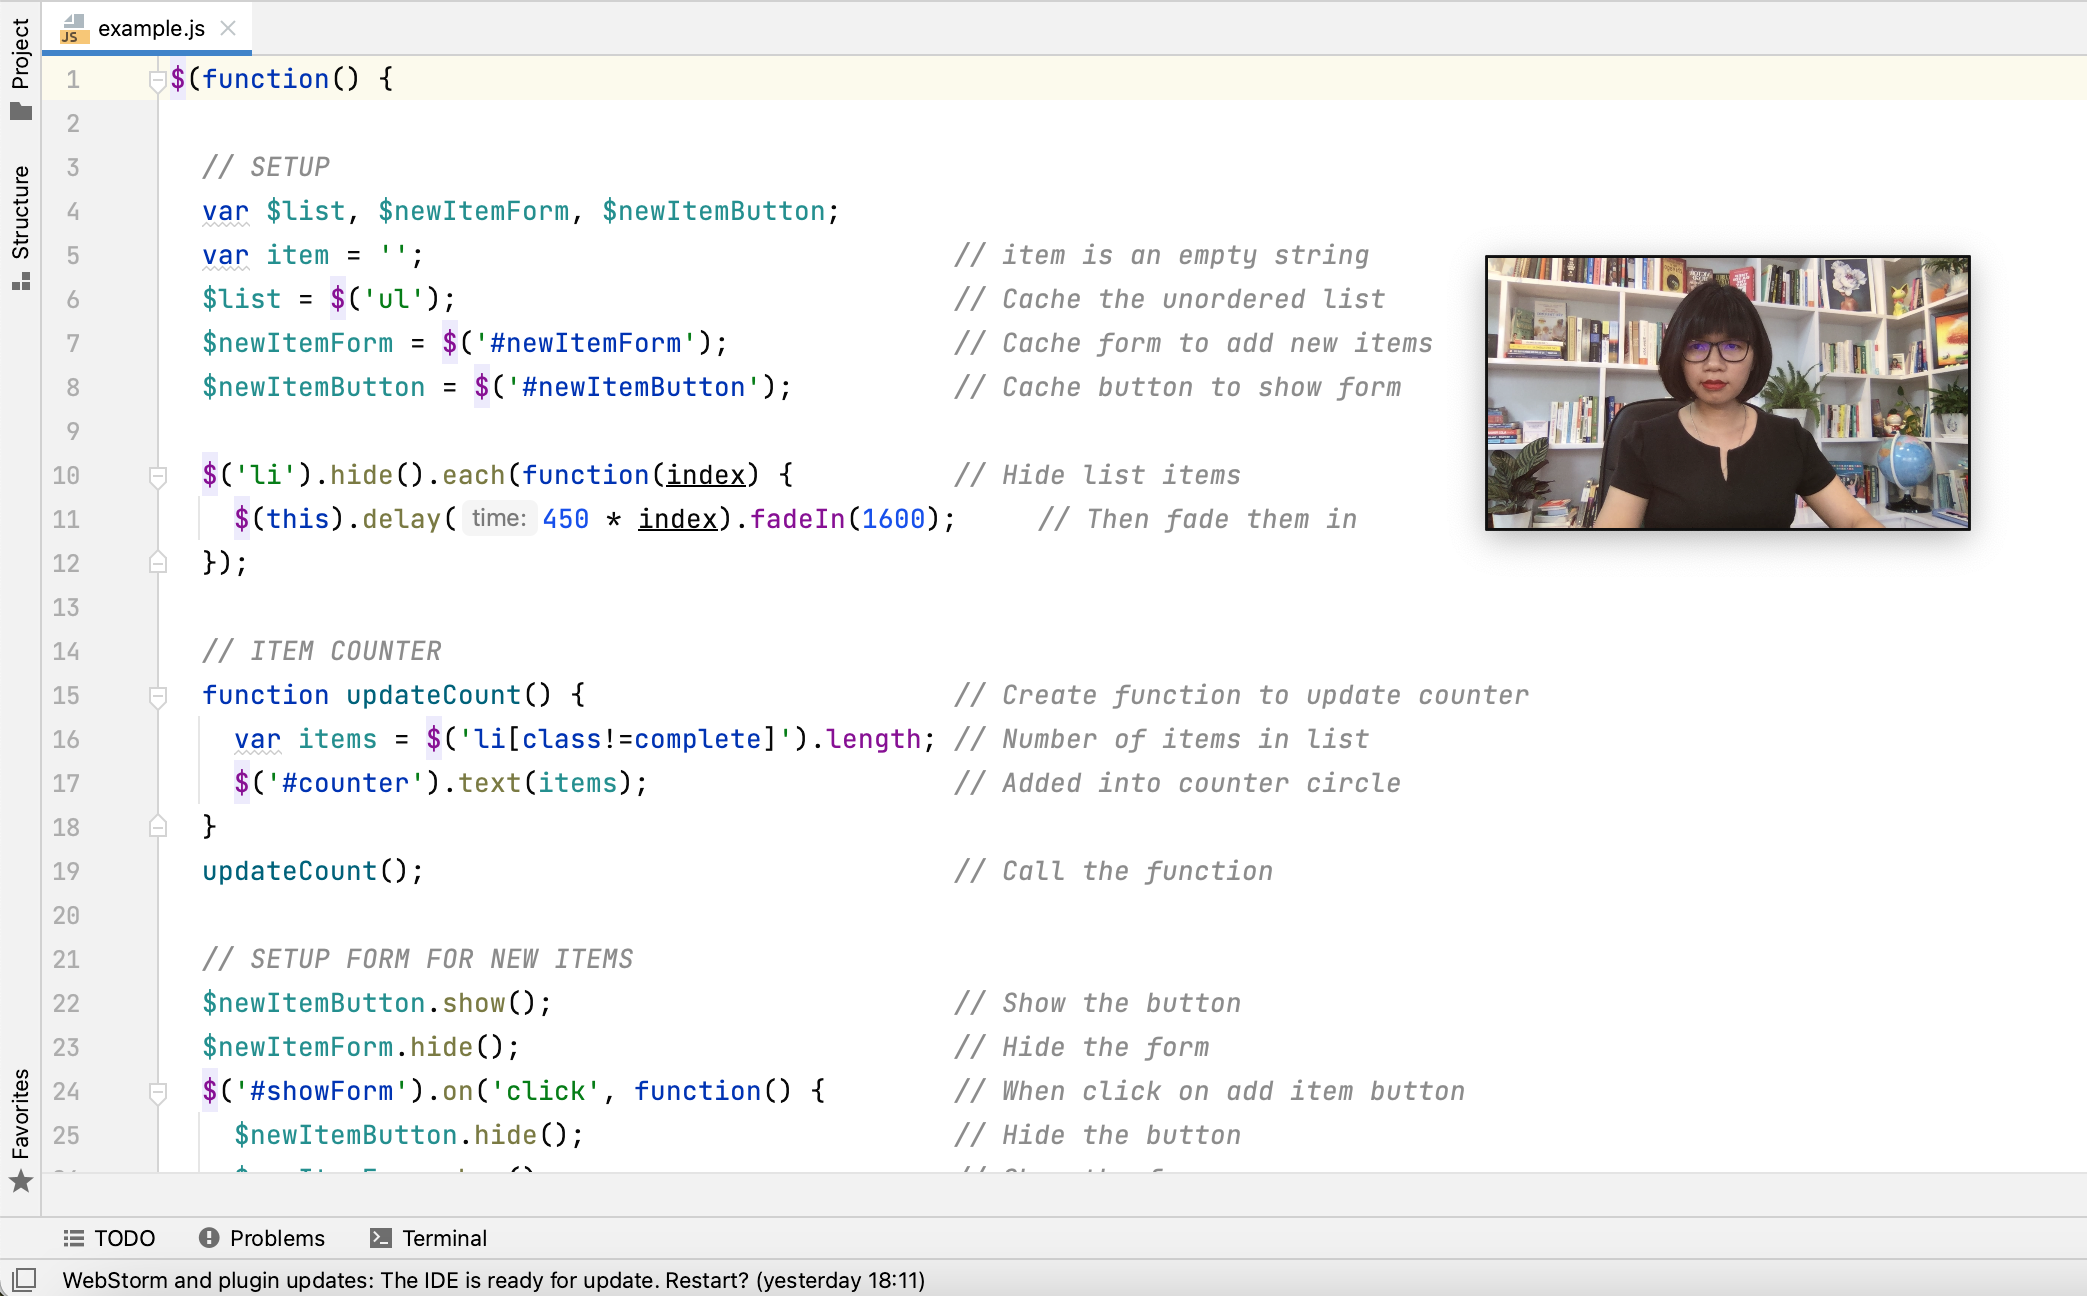 Project
Structure
Favorites
example.js
1 $(function() {
2
3 // SETUP
4 var $list, $newItemForm, $newItemButton;
5 var item = ''; // item is an empty string
6 $list = $('ul'); // Cache the unordered list
7 $newItemForm = $('#newItemForm'); // Cache form to add new items
8 $newItemButton = $('#newItemButton'); // Cache button to show form
9
10 $('li').hide().each(function(index) { // Hide list items
11 $(this).delay( time: 450 * index).fadeIn(1600); // Then fade them in
12 });
13
14 // ITEM COUNTER
15 function updateCount() { // Create function to update counter
16 var items = $('li[class!=complete]').length; // Number of items in list
17 $('#counter').text(items); // Added into counter circle
18 }
19 updateCount(); // Call the function
20
21 // SETUP FORM FOR NEW ITEMS
22 $newItemButton.show(); // Show the button
23 $newItemForm.hide(); // Hide the form
24 $('#showForm').on('click', function() { // When click on add item button
25 $newItemButton.hide(); // Hide the button
TODO Problems Terminal
WebStorm and plugin updates: The IDE is ready for update. Restart? (yesterday 18:11)